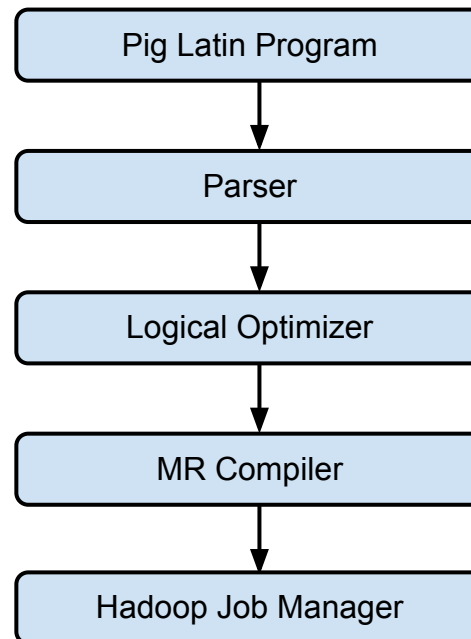 Pig Latin Program
Parser
Logical Optimizer
MR Compiler
Hadoop Job Manager